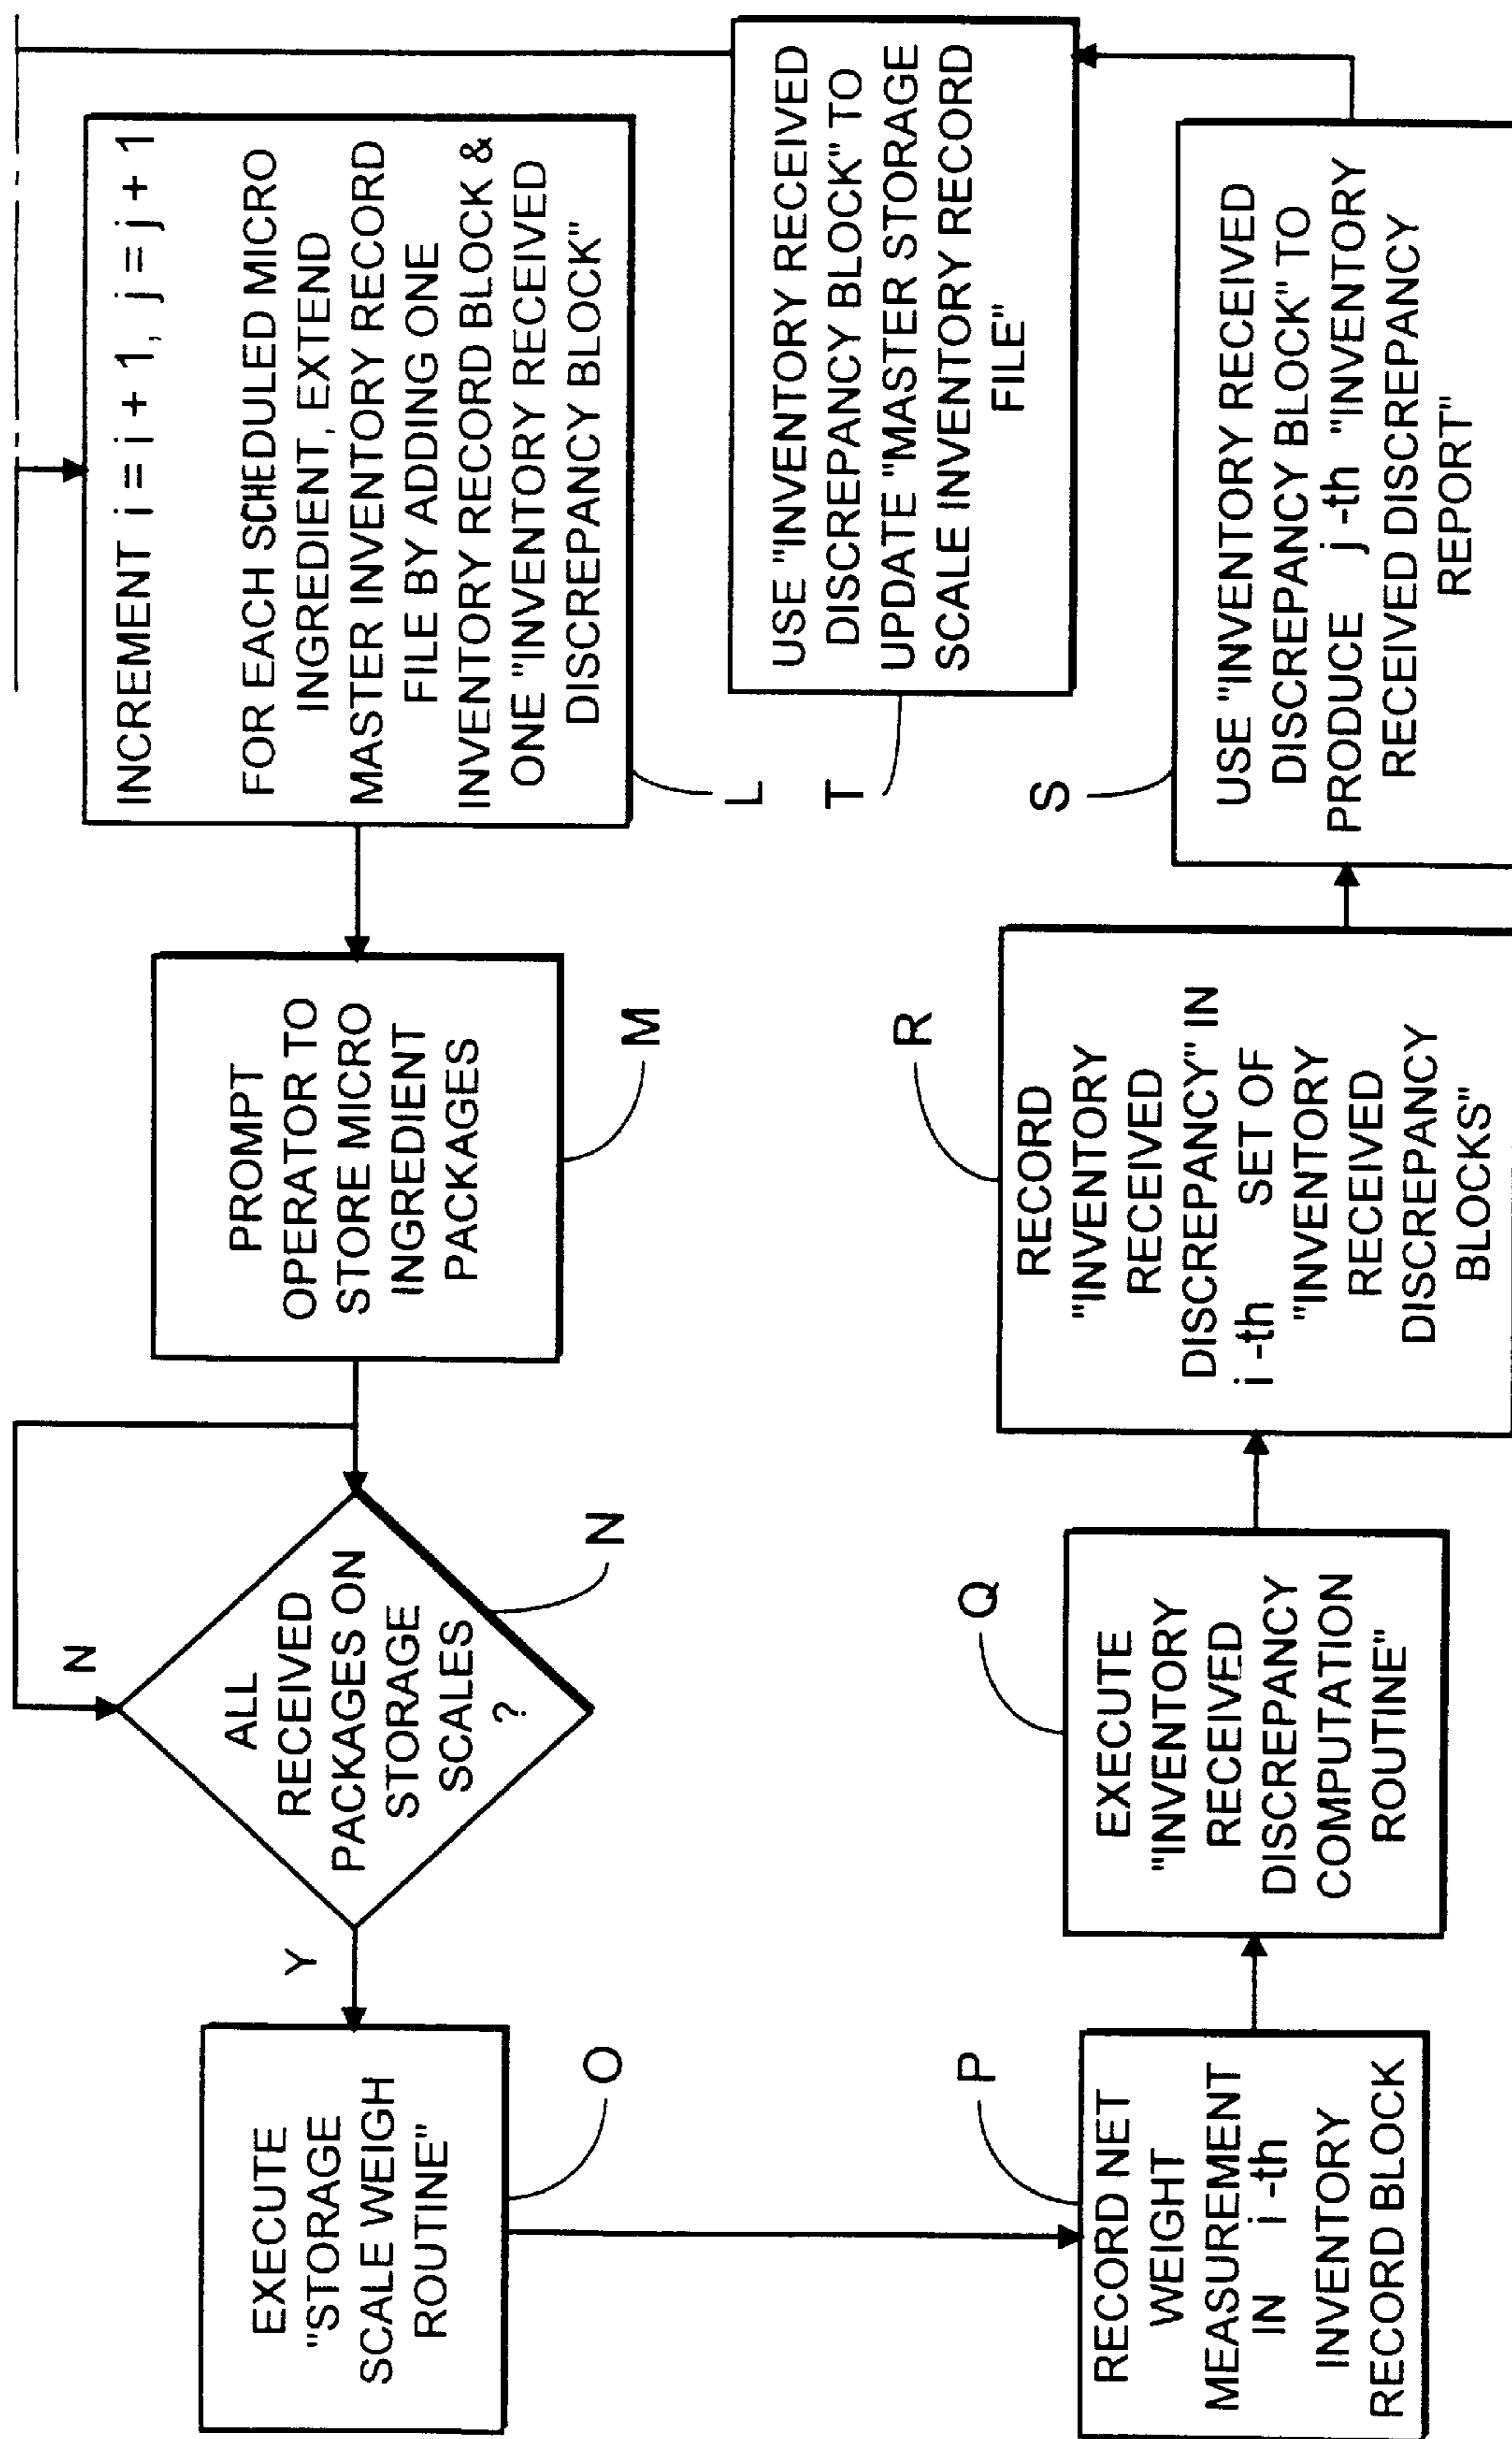 INCREMENT i = i + 1, j = j + 1
FOR EACH SCHEDULED MICRO
INGREDIENT, EXTEND
MASTER INVENTORY RECORD
FILE BY ADDING ONE
INVENTORY RECORD BLOCK &
ONE "INVENTORY RECEIVED
DISCREPANCY BLOCK"
L
PROMPT
OPERATOR TO
STORE MICRO
INGREDIENT
PACKAGES
M
N
ALL
RECEIVED
PACKAGES ON
STORAGE
SCALES
?
N
Y
EXECUTE
"STORAGE
SCALE WEIGH
ROUTINE"
O
P
RECORD NET
WEIGHT
MEASUREMENT
IN i -th
INVENTORY
RECORD BLOCK
Q
EXECUTE
"INVENTORY
RECEIVED
DISCREPANCY
COMPUTATION
ROUTINE"
R
RECORD
"INVENTORY
RECEIVED
DISCREPANCY" IN
i -th SET OF
"INVENTORY
RECEIVED
DISCREPANCY
BLOCKS"
S
USE "INVENTORY RECEIVED
DISCREPANCY BLOCK" TO
PRODUCE j -th "INVENTORY
RECEIVED DISCREPANCY
REPORT"
T
USE "INVENTORY RECEIVED
DISCREPANCY BLOCK" TO
UPDATE "MASTER STORAGE
SCALE INVENTORY RECORD
FILE"